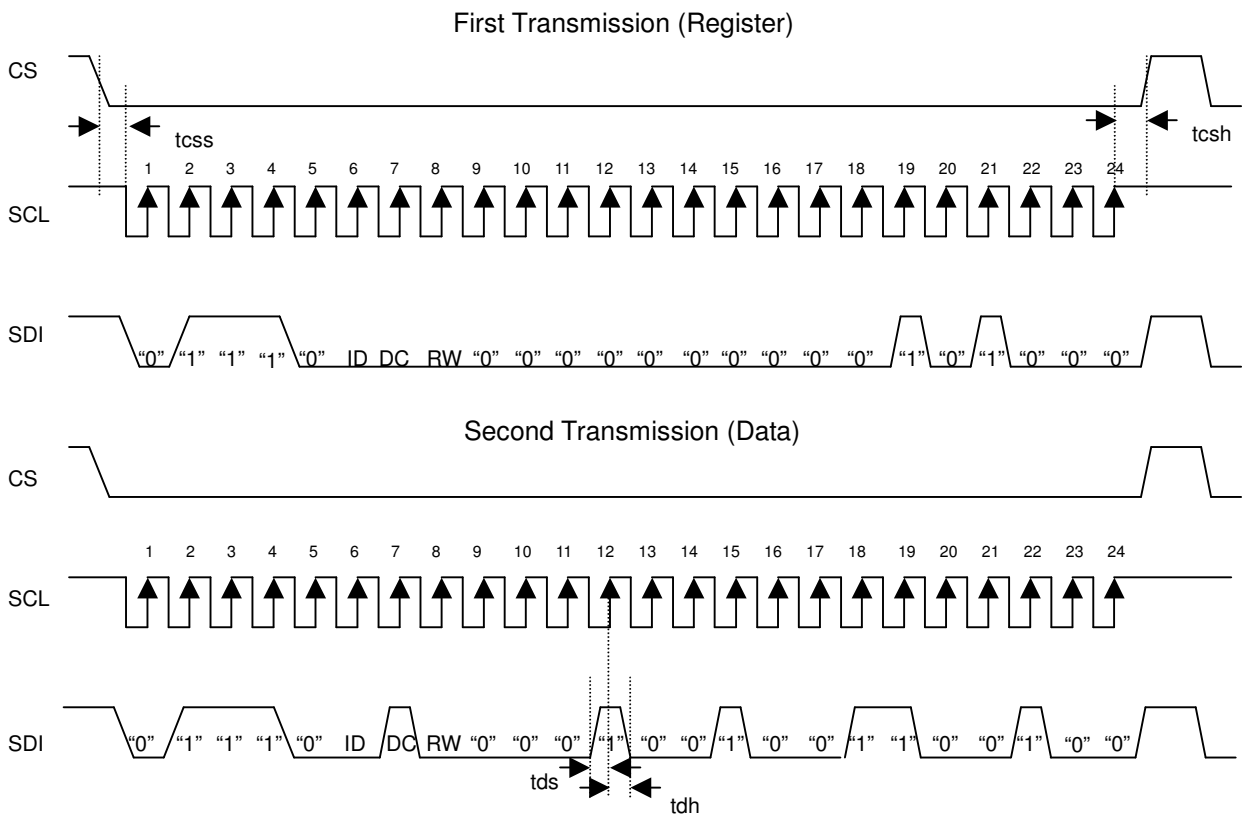 First Transmission (Register)
CS
tcss
tcsh
1 2 3 4 5 6 7 8 9 10 11 12 13 14 15 16 17 18 19 20 21 22 23 24
SCL
SDI
“0” “1” “1” “1” “0” ID DC RW “0” “0” “0” “0” “0” “0” “0” “0” “0” “0” “1” “0” “1” “0” “0” “0”
Second Transmission (Data)
CS
1 2 3 4 5 6 7 8 9 10 11 12 13 14 15 16 17 18 19 20 21 22 23 24
SCL
SDI
“0” “1” “1” “1” “0” ID DC RW “0” “0” “0” “1” “0” “0” “1” “0” “0” “1” “1” “0” “0” “1” “0” “0”
tds
tdh